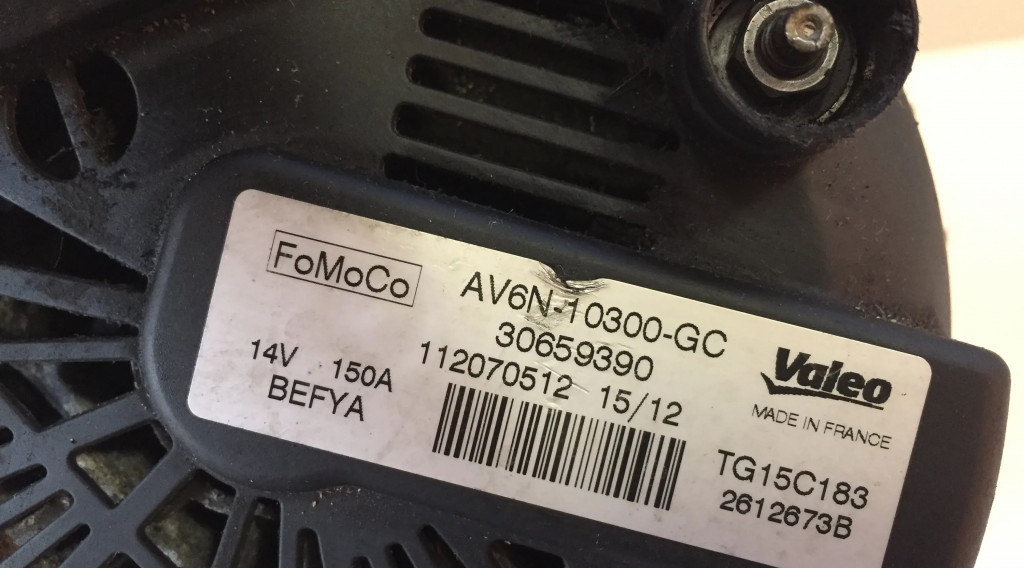 FoMoCo
AV6N-10300-GC
30659390
14V 150A
112070512 15/12
BEFYA
Valeo
MADE IN FRANCE
TG15C183
2612673B